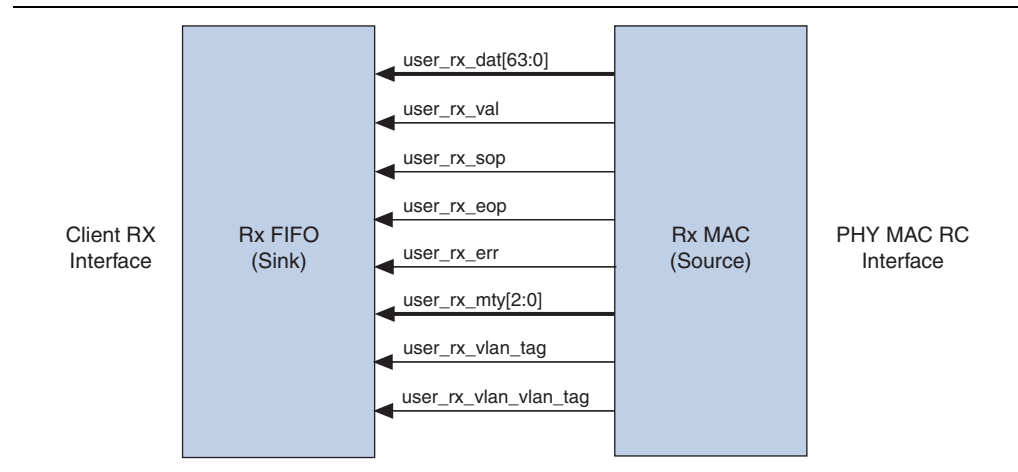 user_rx_dat[63:0]
user_rx_val
user_rx_sop
user_rx_eop
user_rx_err
user_rx_mty[2:0]
user_rx_vlan_tag
user_rx_vlan_vlan_tag
Client RX
Interface
Rx FIFO
(Sink)
Rx MAC
(Source)
PHY MAC RC
Interface